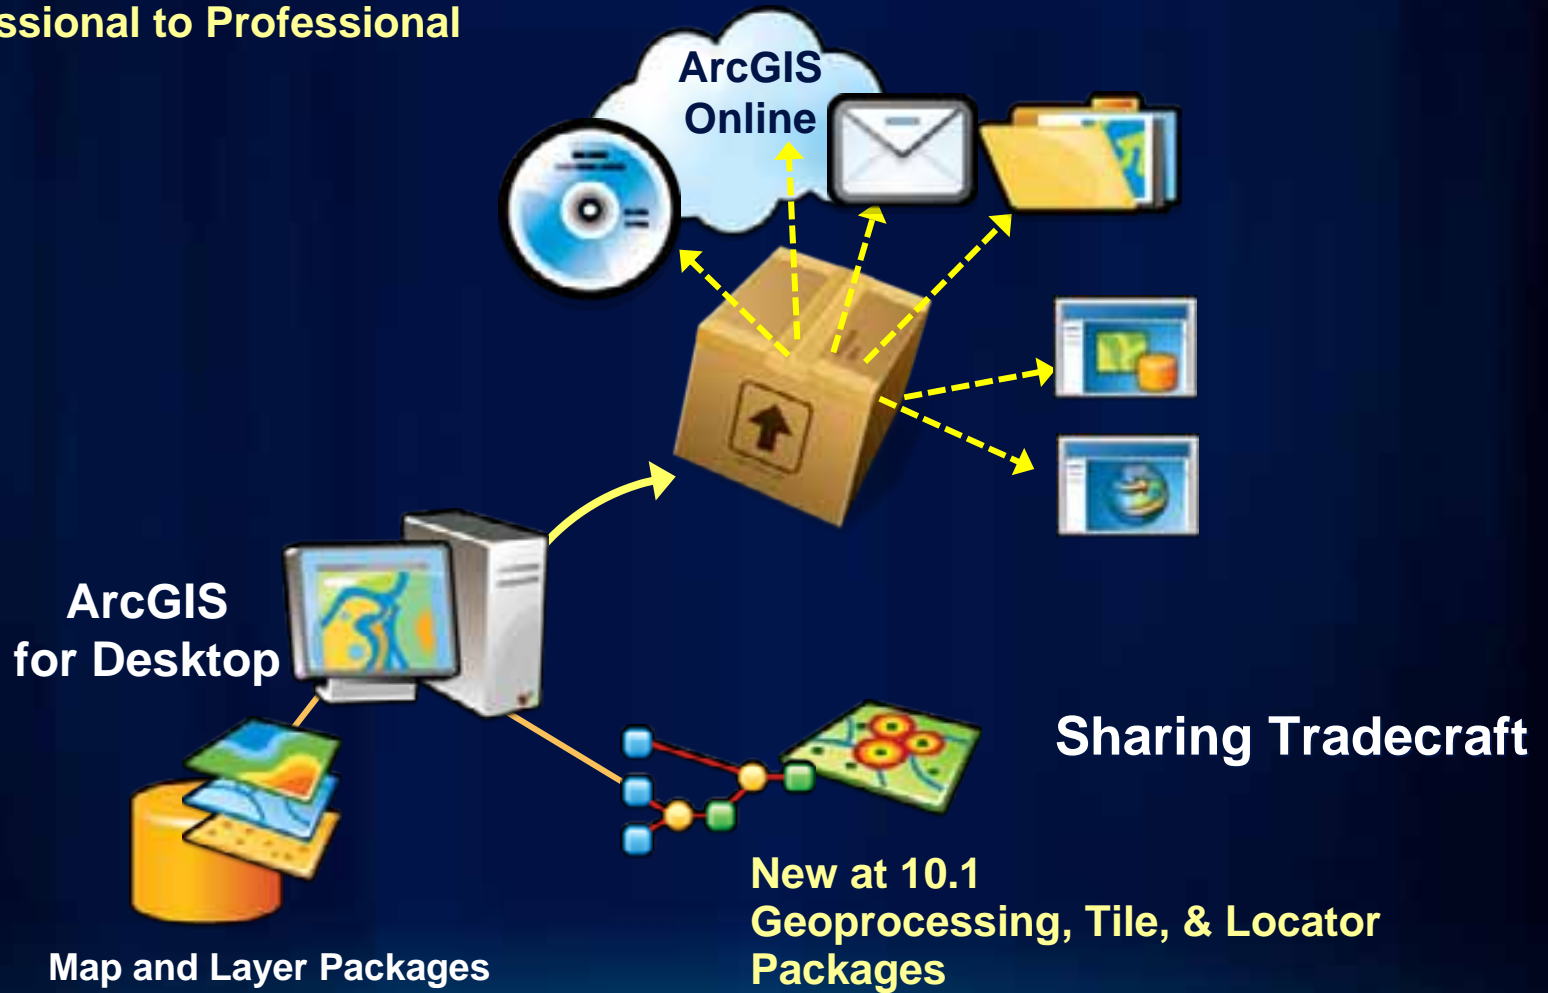 to Professional
ArcGIS
Online
ArcGIS
for Desktop
Sharing Tradecraft
New at 10.1
Geoprocessing, Tile, & Locator
Packages
Map and Layer Packages